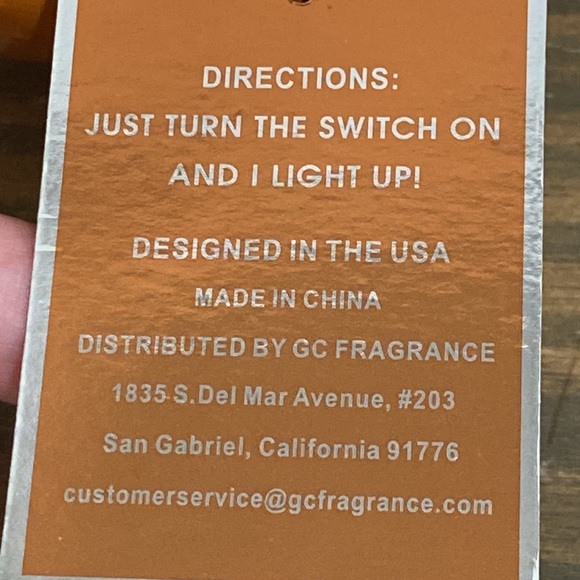 DIRECTIONS:
JUST TURN THE SWITCH ON
AND I LIGHT UP!
DESIGNED IN THE USA
MADE IN CHINA
DISTRIBUTED BY GC FRAGRANCE
1835 S.Del Mar Avenue, #203
San Gabriel, California 91776
customerservice@gcfragrance.com